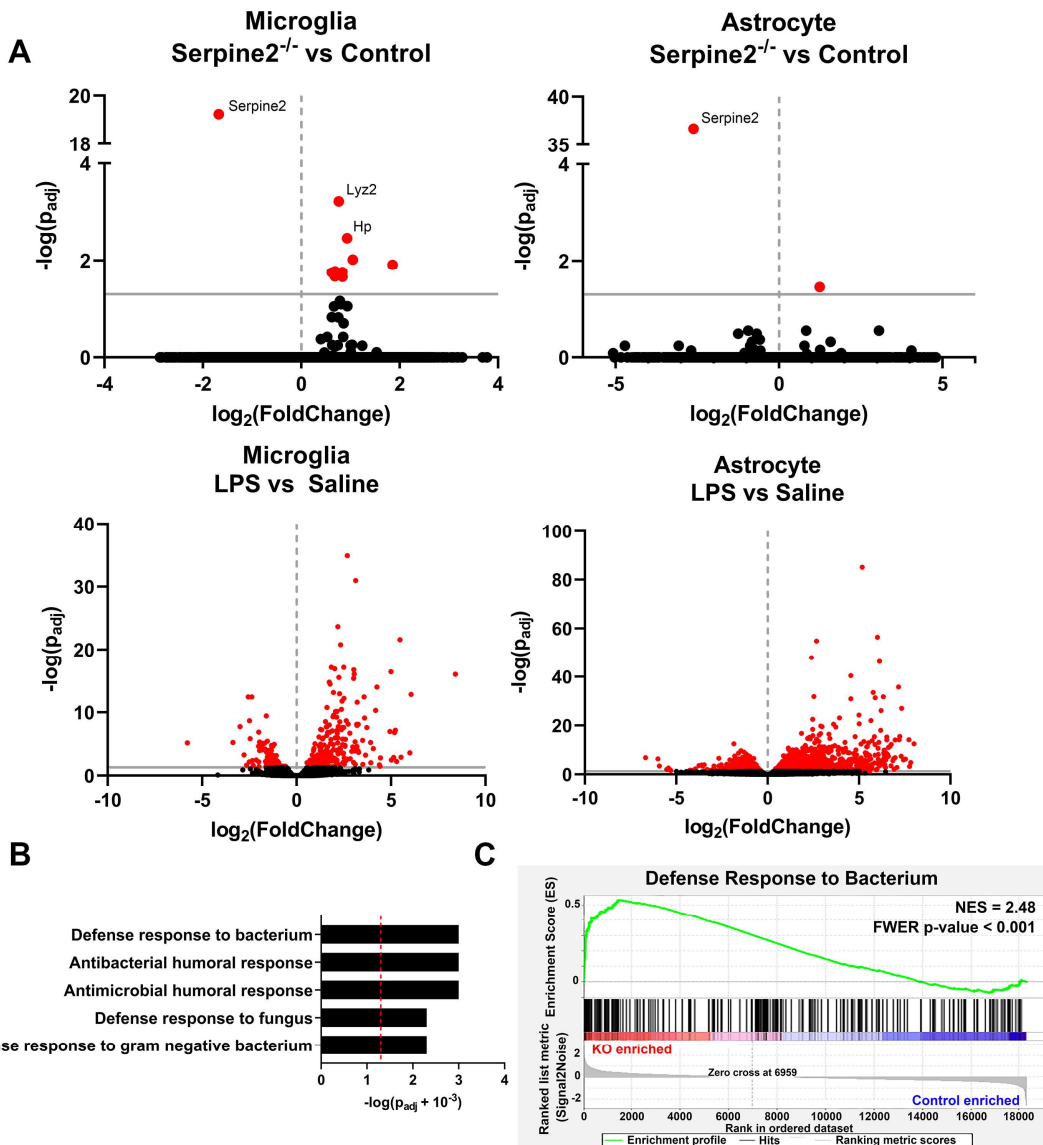 A
Microglia
Serpine2-/- vs Control
20
18
4
2
0
-log(padj)
Serpine2
Lyz2
Hp
-4
-2
0
2
4
log2(FoldChange)
Astrocyte
Serpine2-/- vs Control
40
35
4
2
0
-log(padj)
Serpine2
-5
0
5
log2(FoldChange)
Microglia
LPS vs Saline
40
30
20
10
0
-log(padj)
-10
-5
0
5
10
log2(FoldChange)
Astrocyte
LPS vs Saline
100
80
60
40
20
0
-log(padj)
-10
-5
0
5
10
log2(FoldChange)
B
Defense response to bacterium
Antibacterial humoral response
Antimicrobial humoral response
Defense response to fungus
se response to gram negative bacterium
0
1
2
3
4
-log(padj + 10-3)
C
Defense Response to Bacterium
NES = 2.48
FWER p-value < 0.001
Enrichment Score (ES)
0.5
0
KO enriched
Zero cross at 6959
Control enriched
Ranked list metric
(Signal2Noise)
2
0
-2
0
2000
4000
6000
8000
10000
12000
14000
16000
18000
Rank in ordered dataset
Enrichment profile
Hits
Ranking metric scores